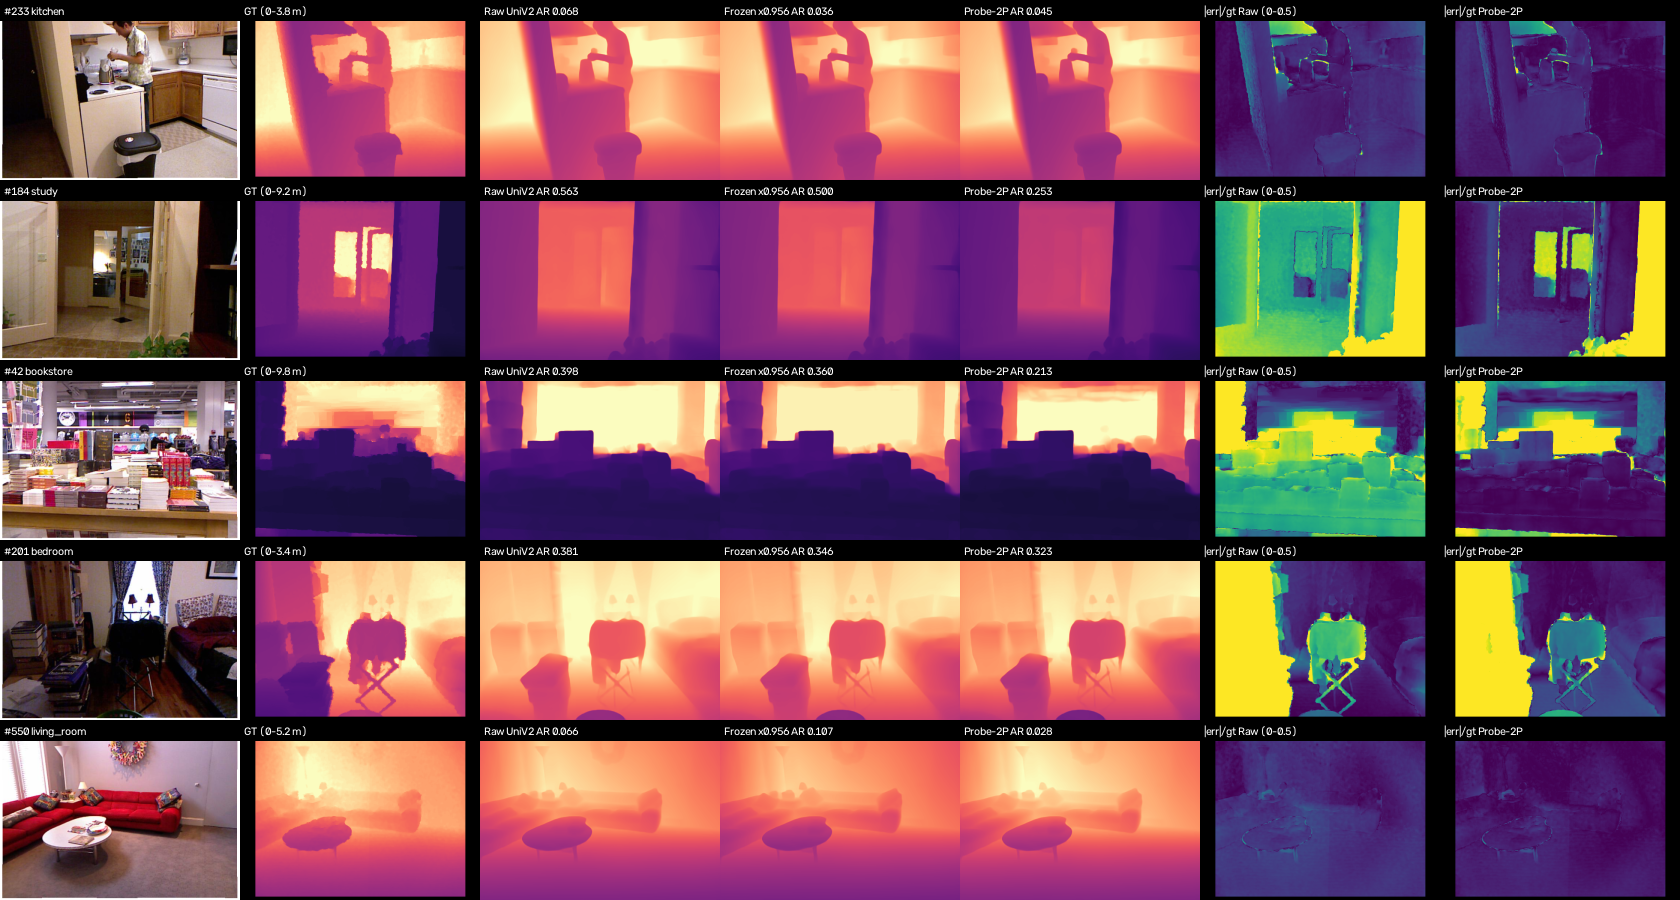 #233 kitchen GT (0-3.8 m) Raw UniV2 AR 0.068 Frozen x0.956 AR 0.036 Probe-2P AR 0.045 |err|/gt Raw (0-0.5) |err|/gt Probe-2P
#184 study GT (0-9.2 m) Raw UniV2 AR 0.563 Frozen x0.956 AR 0.500 Probe-2P AR 0.253 |err|/gt Raw (0-0.5) |err|/gt Probe-2P
#42 bookstore GT (0-9.8 m) Raw UniV2 AR 0.398 Frozen x0.956 AR 0.360 Probe-2P AR 0.213 |err|/gt Raw (0-0.5) |err|/gt Probe-2P
#201 bedroom GT (0-3.4 m) Raw UniV2 AR 0.381 Frozen x0.956 AR 0.346 Probe-2P AR 0.323 |err|/gt Raw (0-0.5) |err|/gt Probe-2P
#550 living_room GT (0-5.2 m) Raw UniV2 AR 0.066 Frozen x0.956 AR 0.107 Probe-2P AR 0.028 |err|/gt Raw (0-0.5) |err|/gt Probe-2P